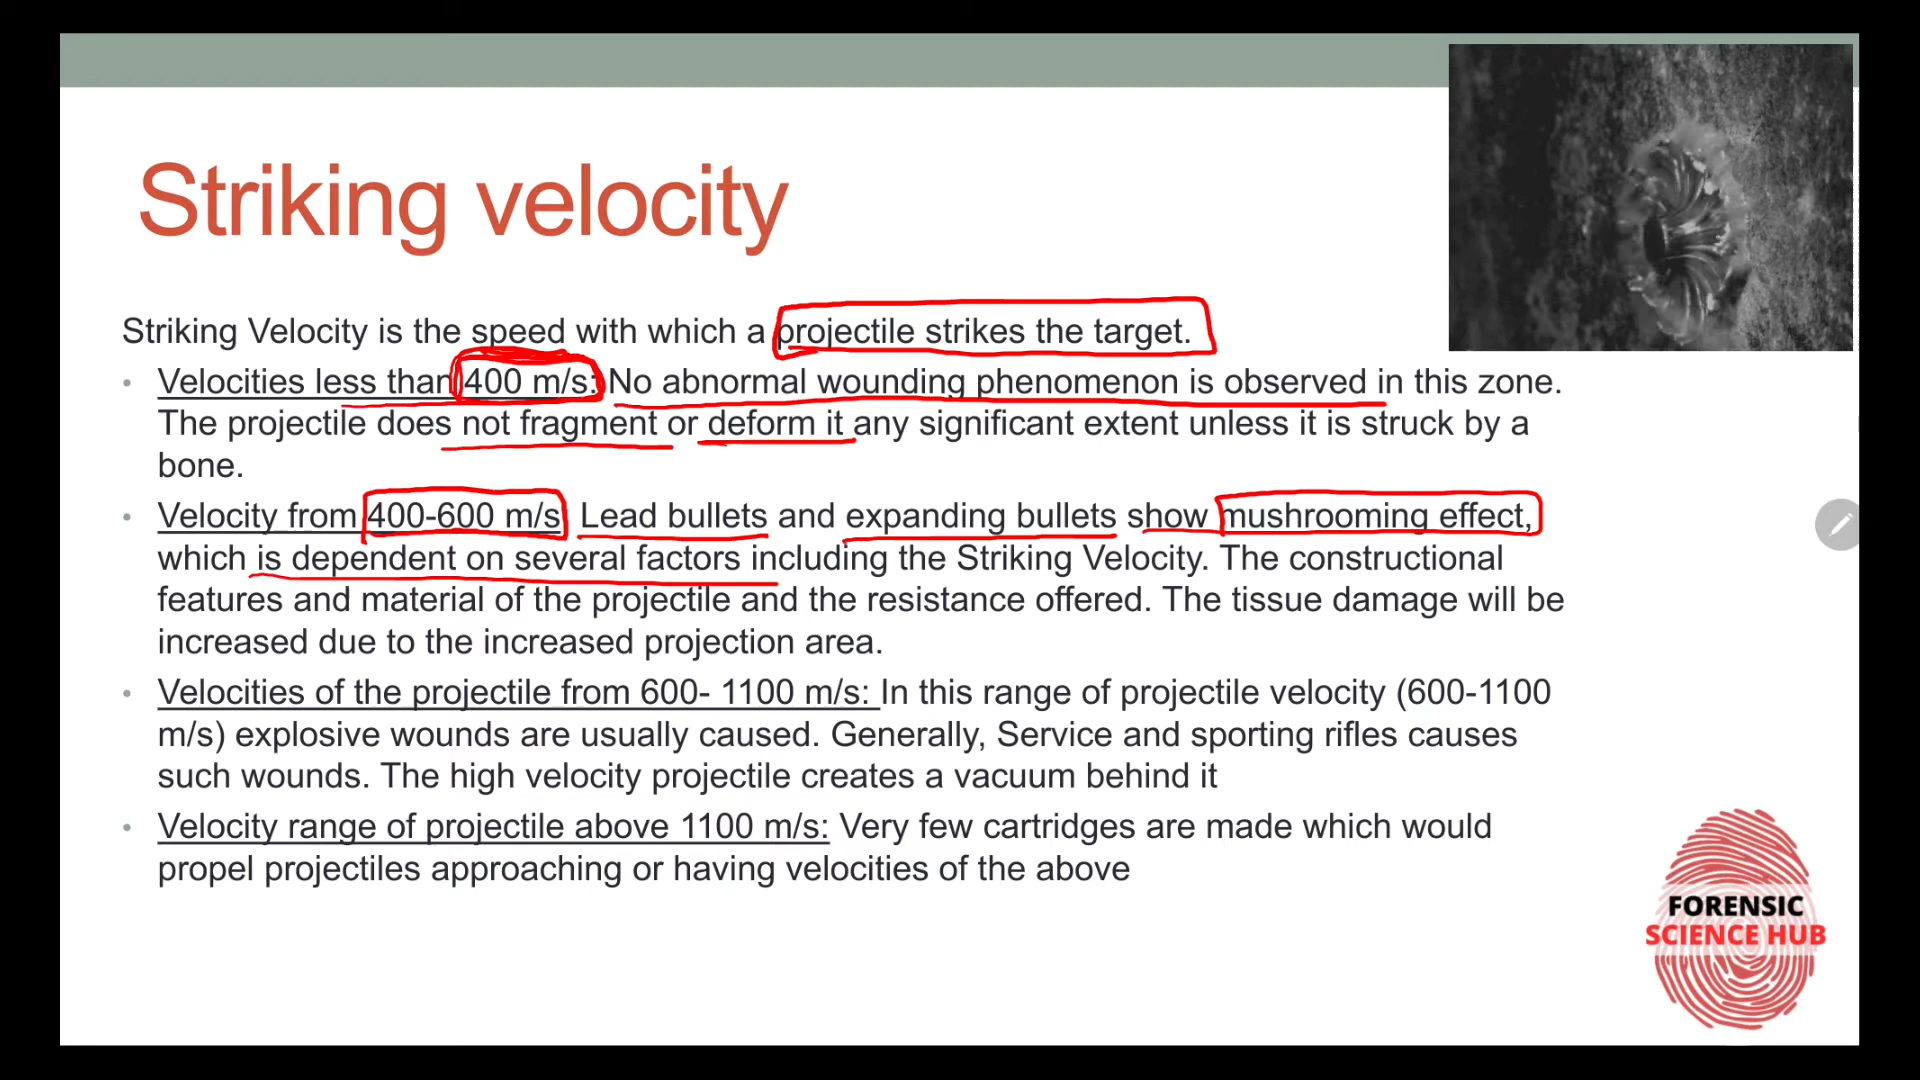 Striking velocity
Striking Velocity is the speed with which a projectile strikes the target.
• Velocities less than 400 m/s: No abnormal wounding phenomenon is observed in this zone.
The projectile does not fragment or deform it any significant extent unless it is struck by a
bone.
• Velocity from 400-600 m/s Lead bullets and expanding bullets show mushrooming effect,
which is dependent on several factors including the Striking Velocity. The constructional
features and material of the projectile and the resistance offered. The tissue damage will be
increased due to the increased projection area.
• Velocities of the projectile from 600- 1100 m/s: In this range of projectile velocity (600-1100
m/s) explosive wounds are usually caused. Generally, Service and sporting rifles causes
such wounds. The high velocity projectile creates a vacuum behind it
• Velocity range of projectile above 1100 m/s: Very few cartridges are made which would
propel projectiles approaching or having velocities of the above
FORENSIC
SCIENCE HUB